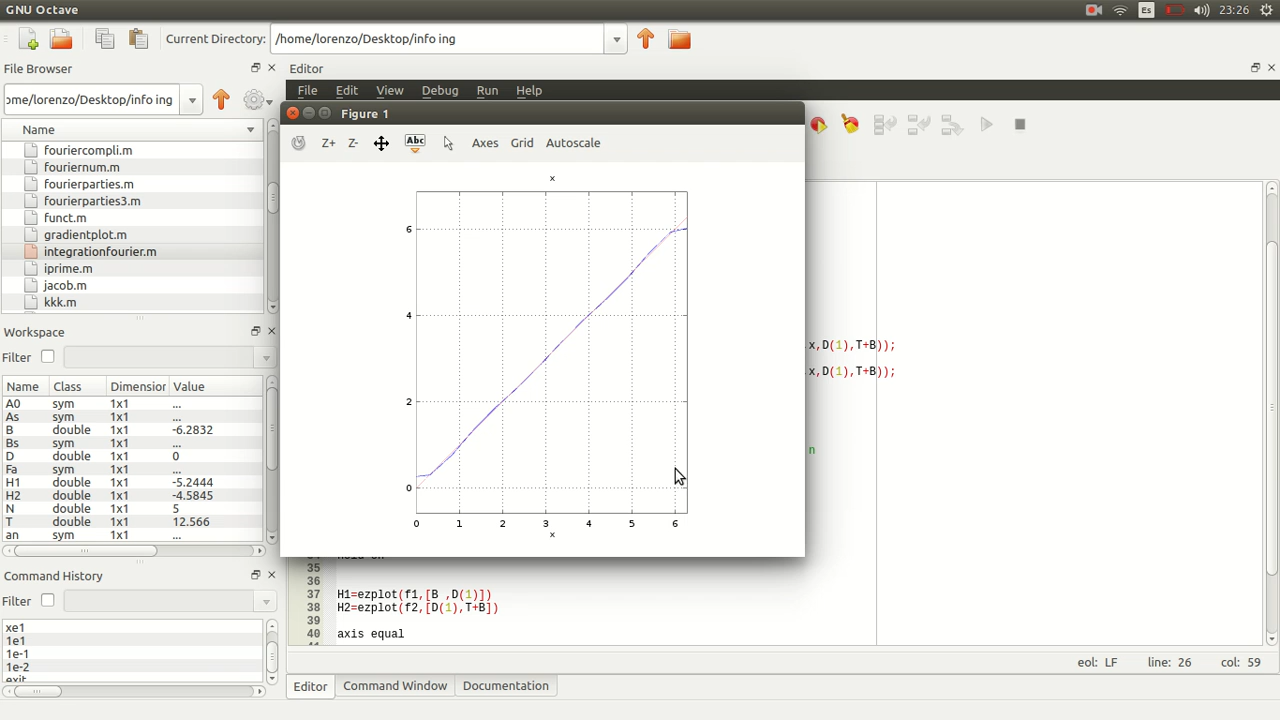 GNU Octave
Es
23:26
Current Directory:
/home/lorenzo/Desktop/info ing
File Browser
Editor
ome/lorenzo/Desktop/info ing
File Edit View Debug Run Help
Figure 1
Z+ Z- Abc Axes Grid Autoscale
Name
fouriercompli.m
fouriernum.m
fourierparties.m
fourierparties3.m
funct.m
gradientplot.m
integrationfourier.m
iprime.m
jacob.m
kkk.m
x
6
4
2
0
0 1 2 3 4 5 6
x
x,D(1),T+B));
x,D(1),T+B));
n
Workspace
Filter
Name Class Dimension Value
A0 sym 1x1 ...
As sym 1x1 ...
B double 1x1 -6.2832
Bs sym 1x1 ...
D double 1x1 0
Fa sym 1x1 ...
H1 double 1x1 -5.2444
H2 double 1x1 -4.5845
N double 1x1 5
T double 1x1 12.566
an sym 1x1 ...
35
36
37 H1=ezplot(f1,[B ,D(1)])
38 H2=ezplot(f2,[D(1),T+B])
39
40 axis equal
Command History
Filter
xe1
1e1
1e-1
1e-2
exit
eol: LF line: 26 col: 59
Editor Command Window Documentation